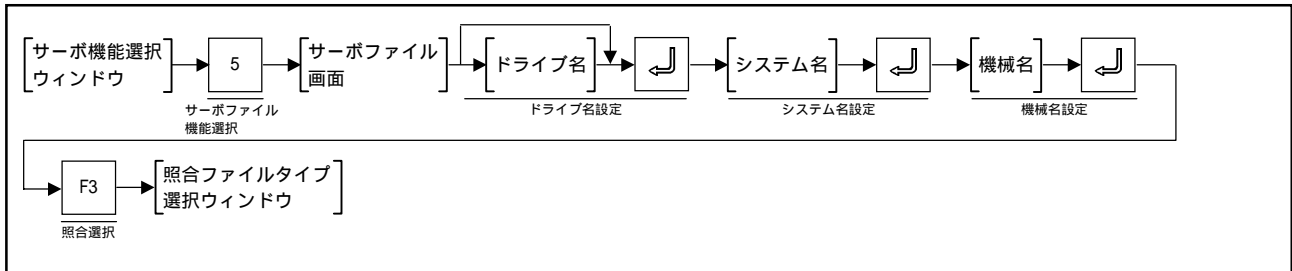 サーボ機能選択
ウィンドウ
5
サーボファイル
機能選択
サーボファイル
画面
ドライブ名
ドライブ名設定
システム名
システム名設定
機械名
機械名設定
F3
照合選択
照合ファイルタイプ
選択ウィンドウ